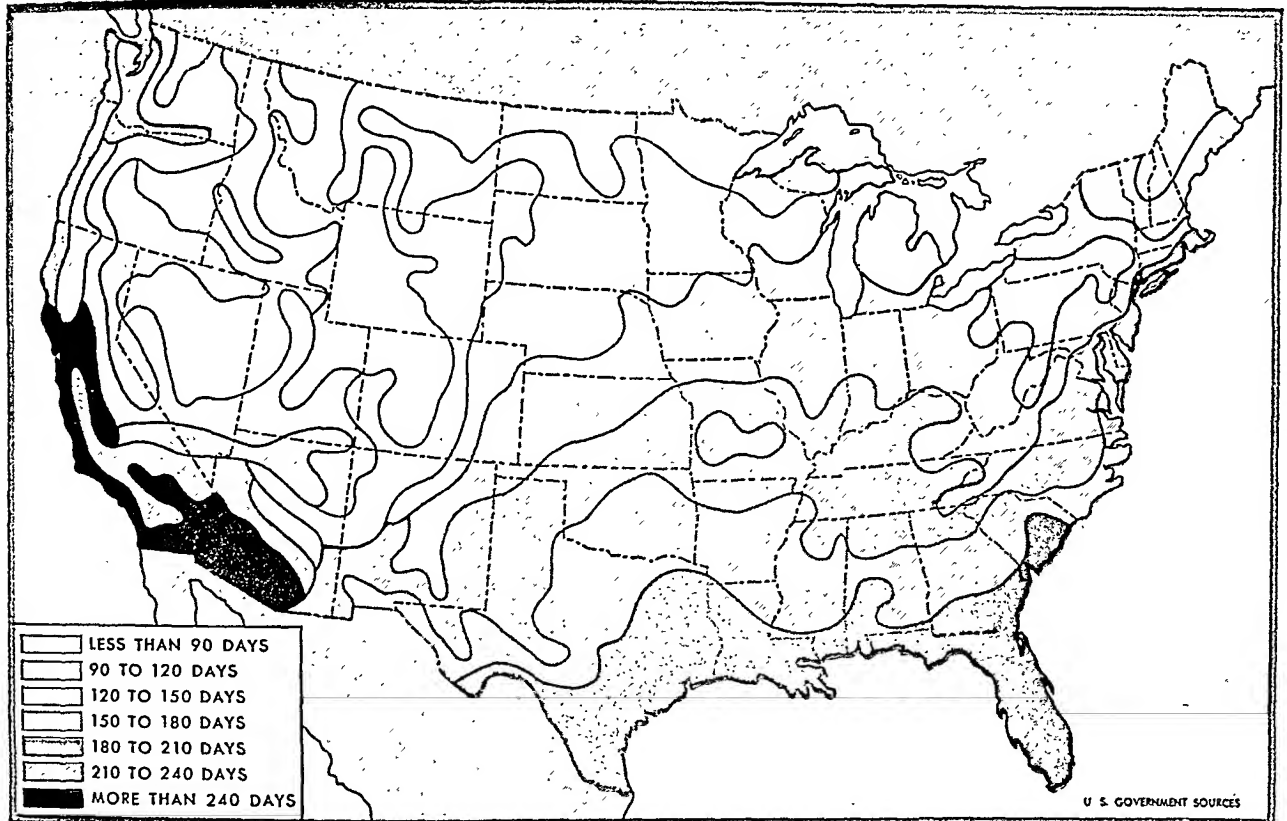 LESS THAN 90 DAYS
90 TO 120 DAYS
120 TO 150 DAYS
150 TO 180 DAYS
180 TO 210 DAYS
210 TO 240 DAYS
MORE THAN 240 DAYS
U S. GOVERNMENT SOURCES